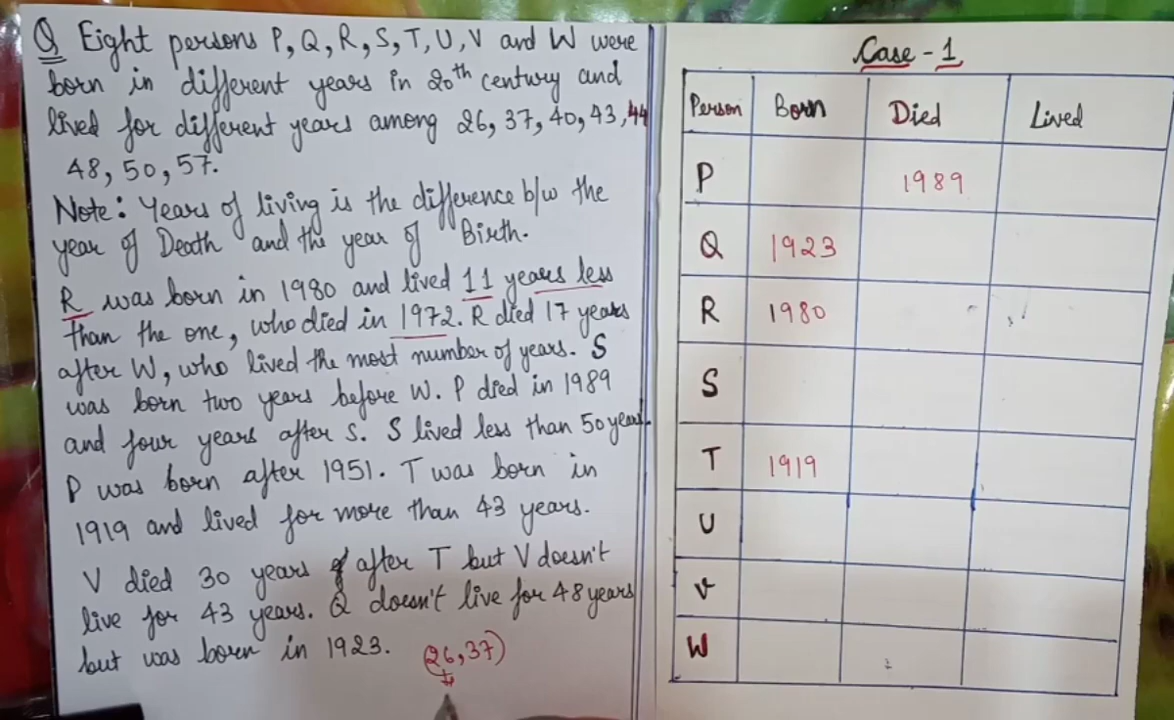 Q Eight persons P, Q, R, S, T, U, V and W were
born in different years in 20th century and
lived for different years among 26, 37, 40, 43, 44
48, 50, 57.
Note: Years of living is the difference b/w the
year of Death and the year of Birth.
R was born in 1980 and lived 11 years less
than the one, who died in 1972. R died 17 years
after W, who lived the most number of years. S
was born two years before W. P died in 1989
and four years after S. S lived less than 50 years.
P was born after 1951. T was born in
1919 and lived for more than 43 years.
V died 30 years after T but V doesn't
live for 43 years. Q doesn't live for 48 years
but was born in 1923.
(26, 37)
Case - 1
Person Born Died Lived
P 1989
Q 1923
R 1980
S
T 1919
U
V
W